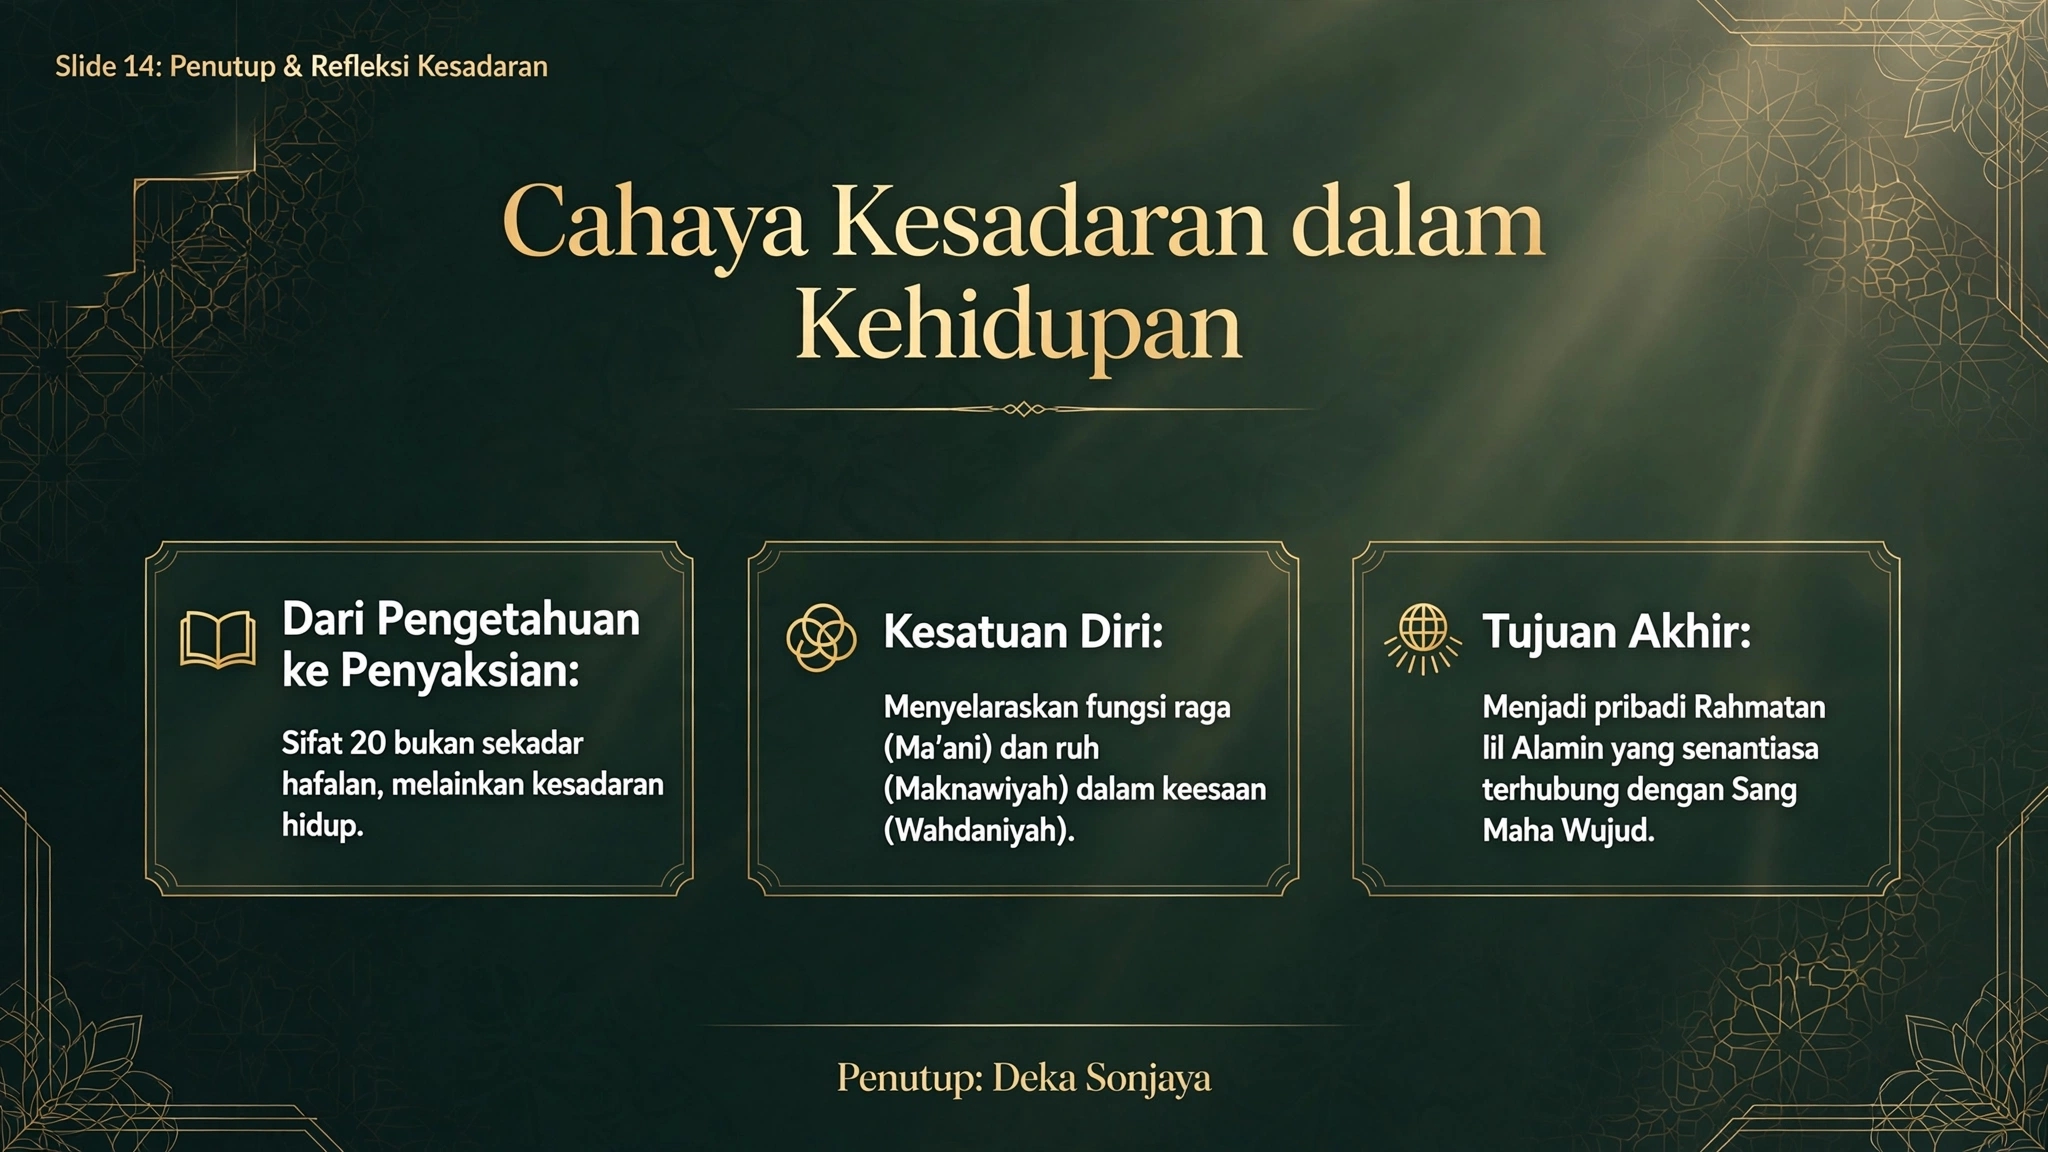 Slide 14: Penutup & Refleksi Kesadaran
Cahaya Kesadaran dalam
Kehidupan
Dari Pengetahuan
ke Penyaksian:
Sifat 20 bukan sekadar
hafalan, melainkan kesadaran
hidup.
Kesatuan Diri:
Menyelaraskan fungsi raga
(Ma’ani) dan ruh
(Maknawiyah) dalam keesaan
(Wahdaniyah).
Tujuan Akhir:
Menjadi pribadi Rahmatan
lil Alamin yang senantiasa
terhubung dengan Sang
Maha Wujud.
Penutup: Deka Sonjaya